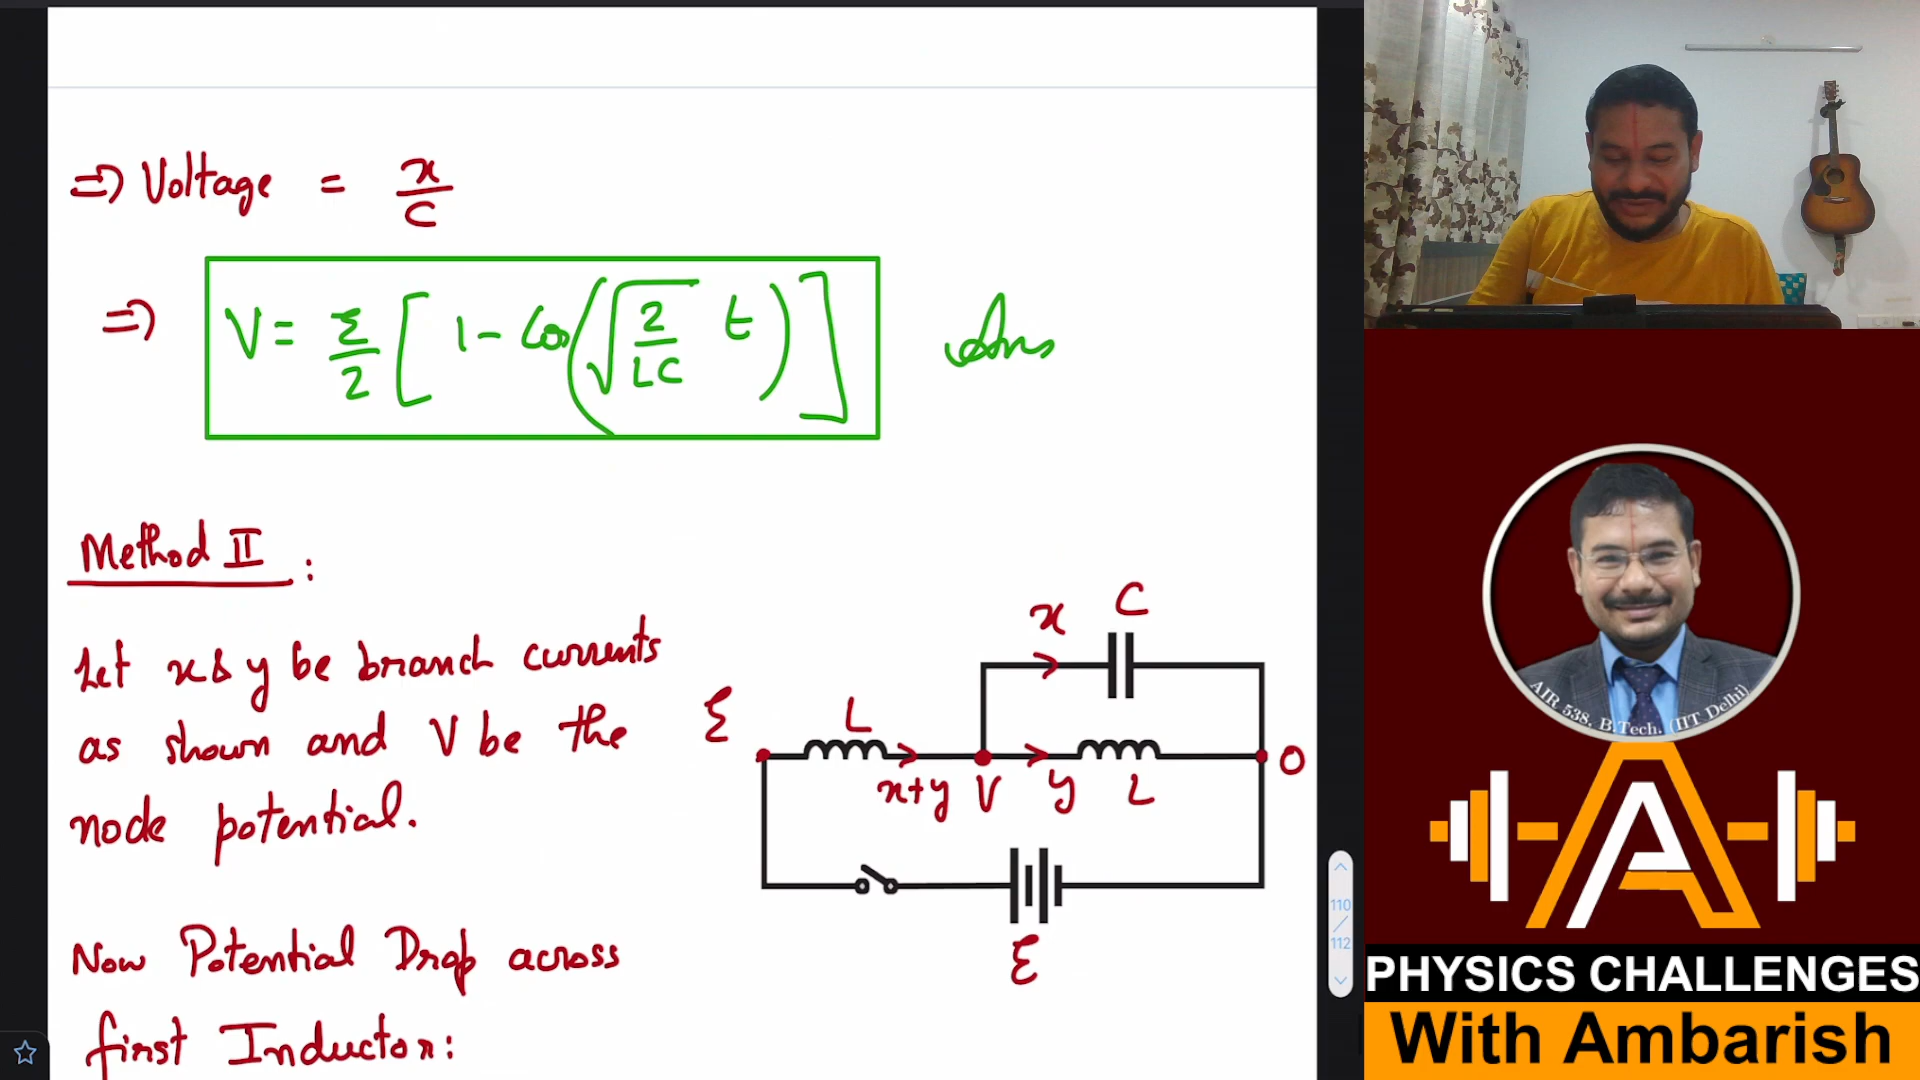 => Voltage = x/C
=> V = ξ/2 [1 - Cos(√(2/LC) t)] Ans
Method II :
Let x & y be branch currents
as shown and V be the
node potential.
Now Potential Drop across
first Inductor:
x C
ξ L
x+y V y L 0
ξ
110
/
112
AIR 538, B.Tech. (IIT Delhi)
PHYSICS CHALLENGES
With Ambarish